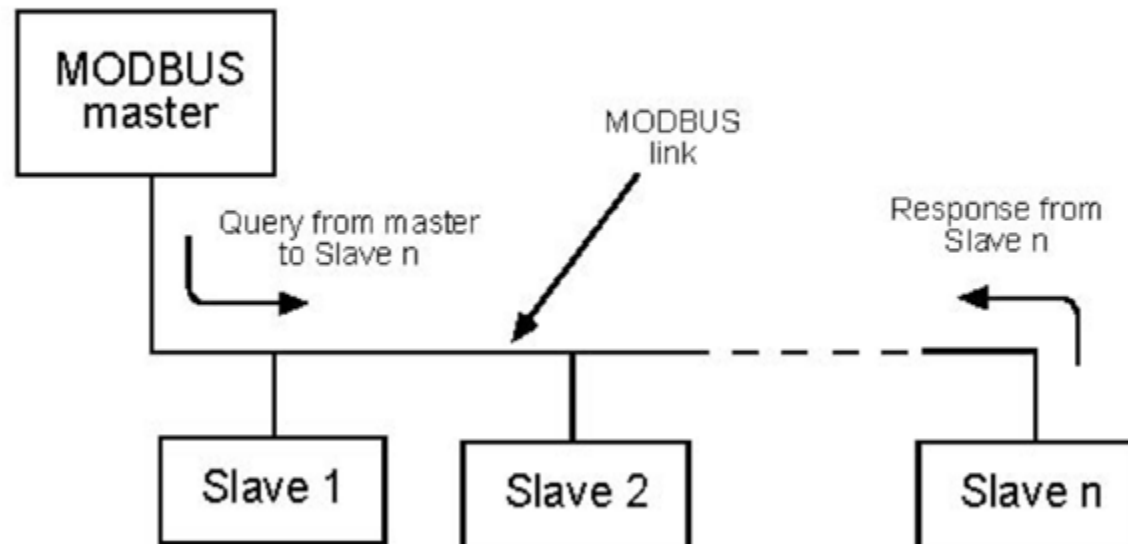 MODBUS
master
MODBUS
link
Query from master
to Slave n
Response from
Slave n
Slave 1
Slave 2
Slave n